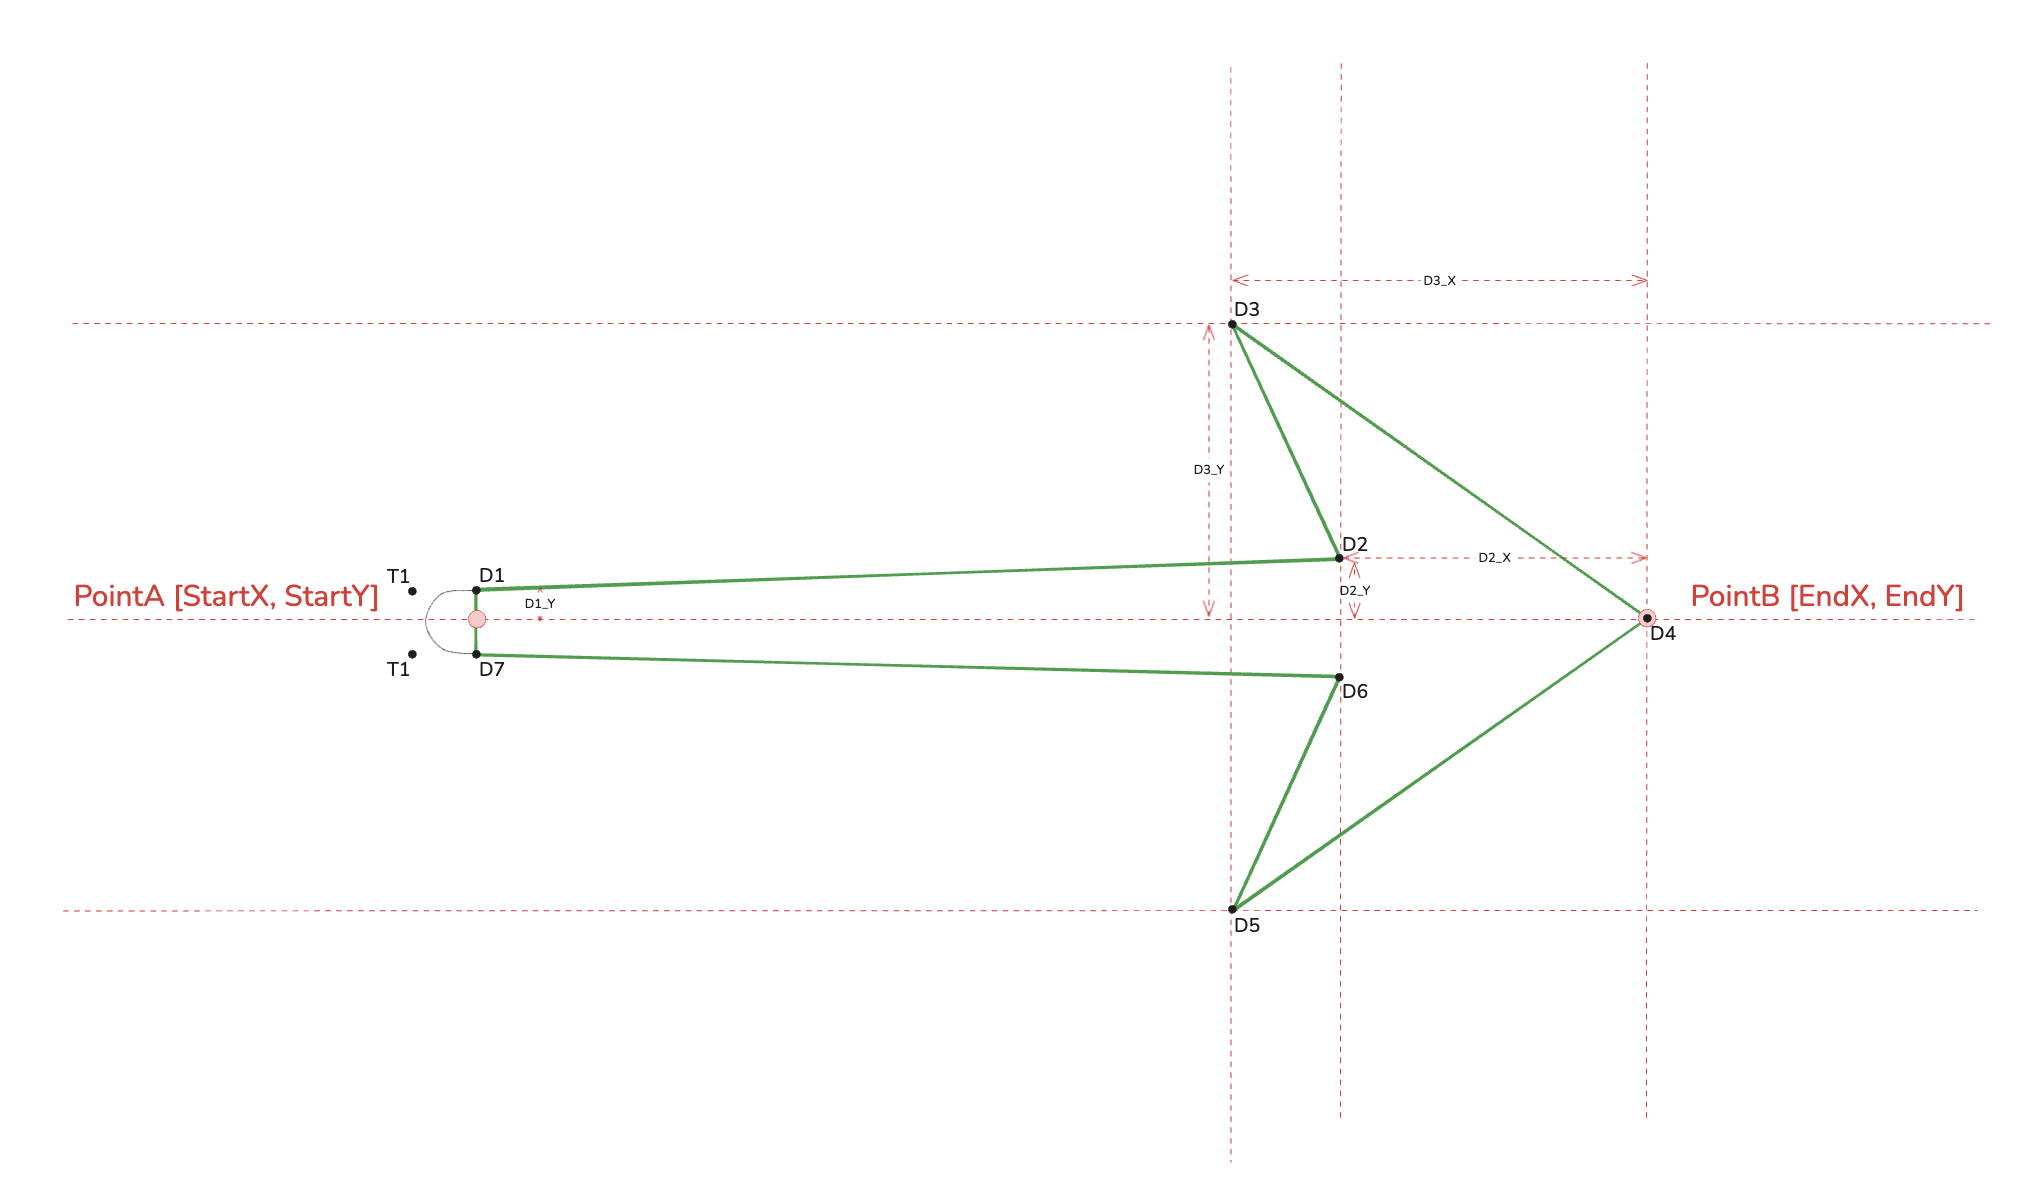 D3_X
D3
D3_Y
D2
D2_X
T1
D1
PointA [StartX, StartY]
D1_Y
D2_Y
PointB [EndX, EndY]
D4
T1
D7
D6
D5